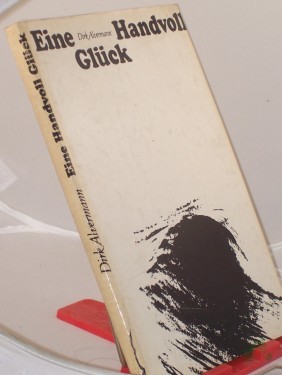 Eine Dirk Alvermann Handvoll
Glück
Dirk Alvermann Eine Handvoll Glück